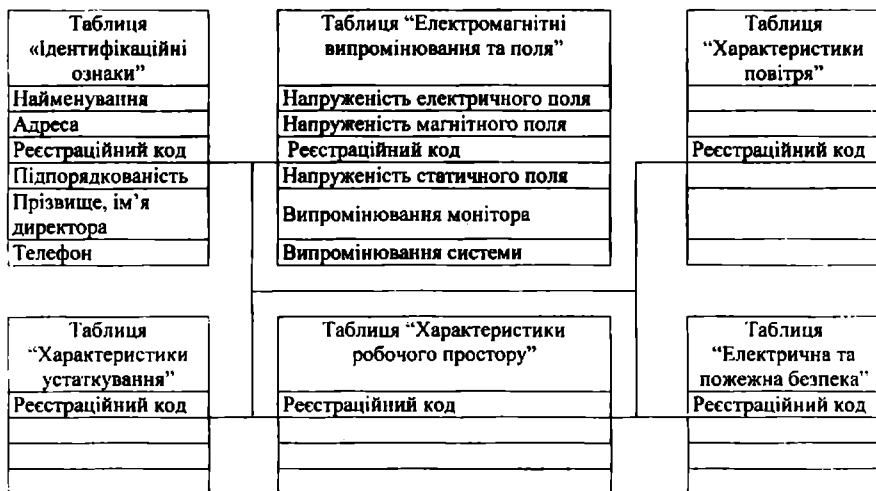 Таблиця
«Ідентифікаційні
ознаки”
Найменування
Адреса
Реєстраційний код
Підпорядкованість
Прізвище, ім’я
директора
Телефон
Таблиця “Електромагнітні
випромінювання та поля”
Напруженість електричного поля
Напруженість магнітного поля
Реєстраційний код
Напруженість статичного поля
Випромінювання монітора
Випромінювання системи
Таблиця
“Характеристики
повітря”
Реєстраційний код
Таблиця
“Характеристики
устаткування”
Реєстраційний код
Таблиця “Характеристики
робочого простору”
Реєстраційний код
Таблиця
“Електрична та
пожежна безпека”
Реєстраційний код